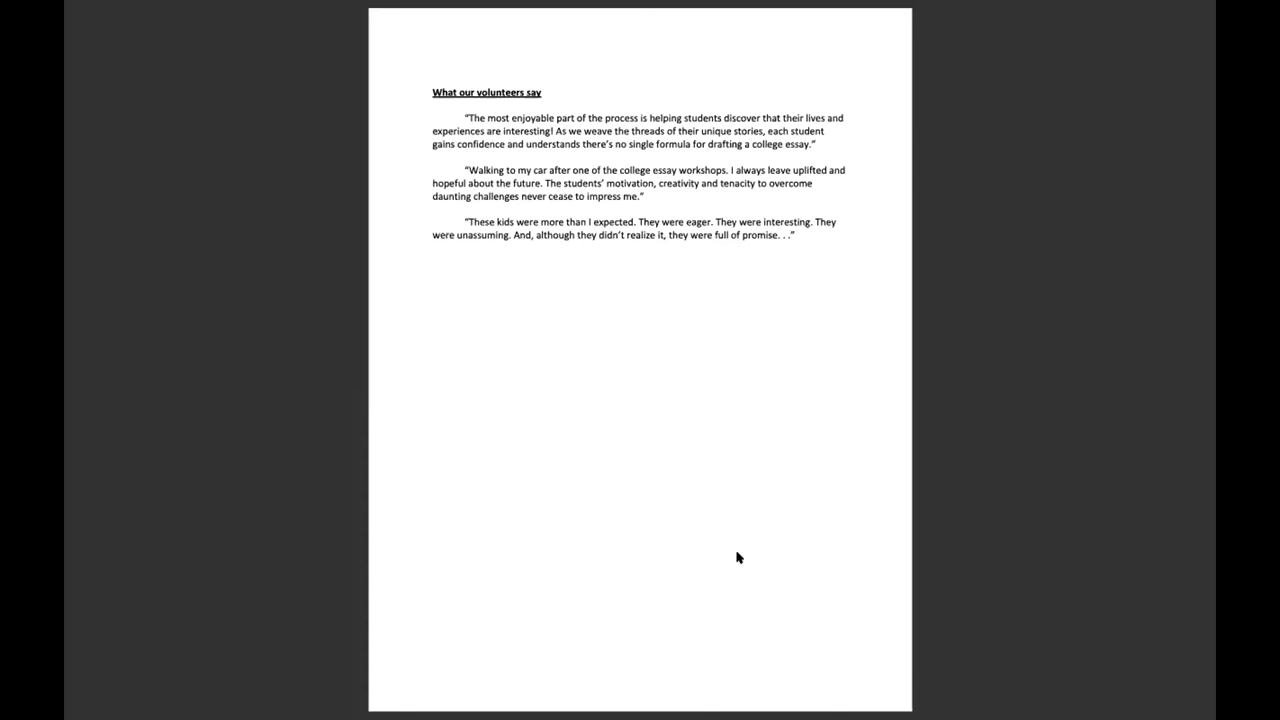 What our volunteers say
“The most enjoyable part of the process is helping students discover that their lives and
experiences are interesting! As we weave the threads of their unique stories, each student
gains confidence and understands there’s no single formula for drafting a college essay.”
“Walking to my car after one of the college essay workshops. I always leave uplifted and
hopeful about the future. The students’ motivation, creativity and tenacity to overcome
daunting challenges never cease to impress me.”
“These kids were more than I expected. They were eager. They were interesting. They
were unassuming. And, although they didn’t realize it, they were full of promise. . .”